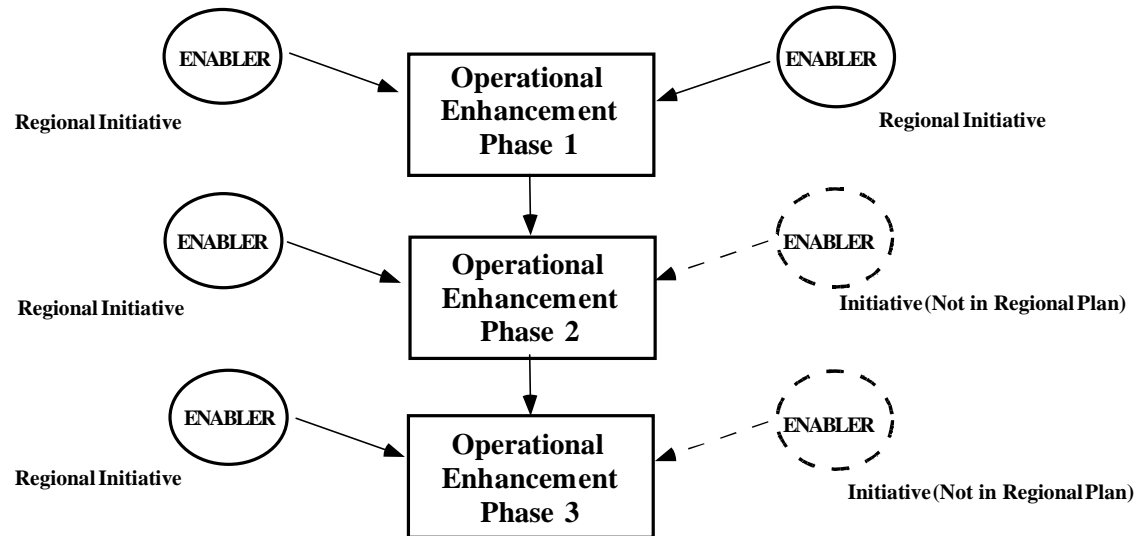 ENABLER
Regional Initiative
Operational
Enhancement
Phase 1
ENABLER
Regional Initiative
ENABLER
Regional Initiative
Operational
Enhancement
Phase 2
ENABLER
Initiative (Not in Regional Plan)
ENABLER
Regional Initiative
Operational
Enhancement
Phase 3
ENABLER
Initiative (Not in Regional Plan)